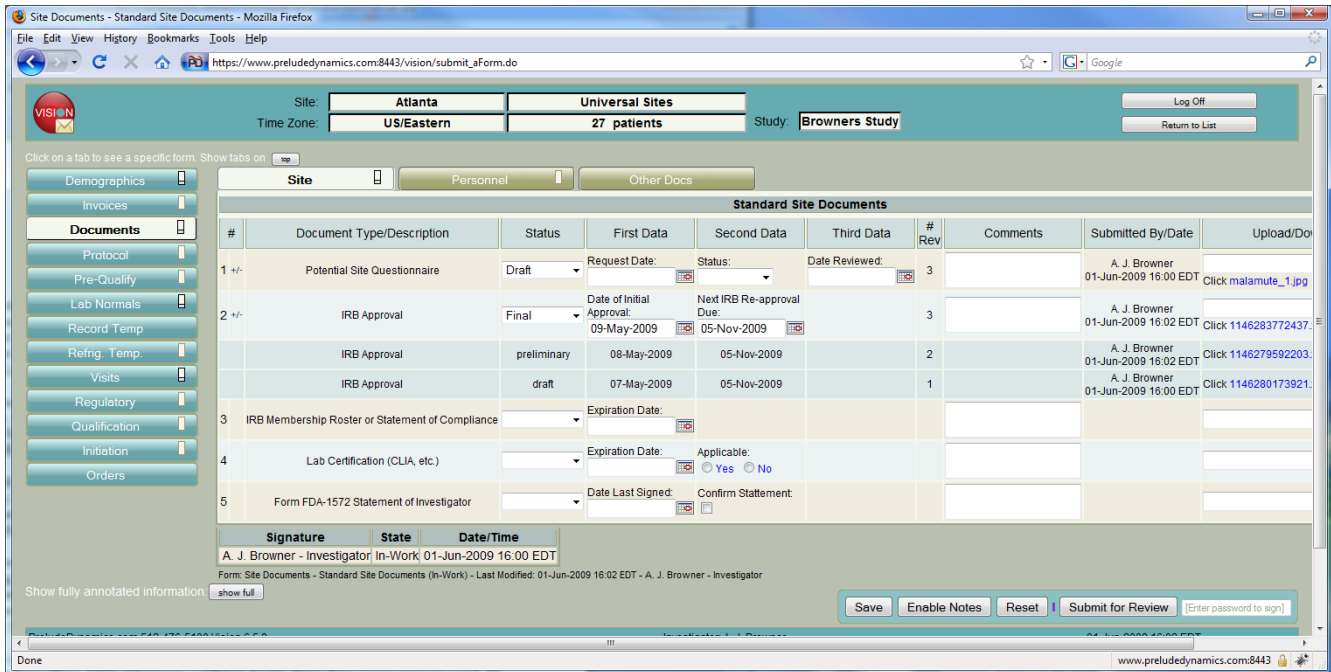 Site Documents - Standard Site Documents - Mozilla Firefox
File Edit View History Bookmarks Tools Help
PD https://www.preludedynamics.com:8443/vision/submit_aForm.do G Google
VISION
Site: Atlanta Universal Sites
Time Zone: US/Eastern 27 patients Study: Browners Study
Log Off
Return to List
Click on a tab to see a specific form. Show tabs on top
Demographics
Invoices
Documents
Protocol
Pre-Qualify
Lab Normals
Record Temp
Refrig. Temp.
Visits
Regulatory
Qualification
Initiation
Orders
Site Personnel Other Docs
Standard Site Documents
# Document Type/Description Status First Data Second Data Third Data # Rev Comments Submitted By/Date Upload/Dow
1 +/- Potential Site Questionnaire Draft Request Date: Status: Date Reviewed: 3 A. J. Browner 01-Jun-2009 16:00 EDT Click malamute_1.jpg
2 +/- IRB Approval Final Date of Initial Approval: 09-May-2009 Next IRB Re-approval Due: 05-Nov-2009 3 A. J. Browner 01-Jun-2009 16:02 EDT Click 1146283772437.
IRB Approval preliminary 08-May-2009 05-Nov-2009 2 A. J. Browner 01-Jun-2009 16:02 EDT Click 1146279592203.
IRB Approval draft 07-May-2009 05-Nov-2009 1 A. J. Browner 01-Jun-2009 16:00 EDT Click 1146280173921.
3 IRB Membership Roster or Statement of Compliance Expiration Date:
4 Lab Certification (CLIA, etc.) Expiration Date: Applicable: Yes No
5 Form FDA-1572 Statement of Investigator Date Last Signed: Confirm Stattement:
Signature State Date/Time
A. J. Browner - Investigator In-Work 01-Jun-2009 16:00 EDT
Form: Site Documents - Standard Site Documents (In-Work) - Last Modified: 01-Jun-2009 16:02 EDT - A. J. Browner - Investigator
Show fully annotated information: show full
Save Enable Notes Reset Submit for Review [Enter password to sign]
Done www.preludedynamics.com:8443